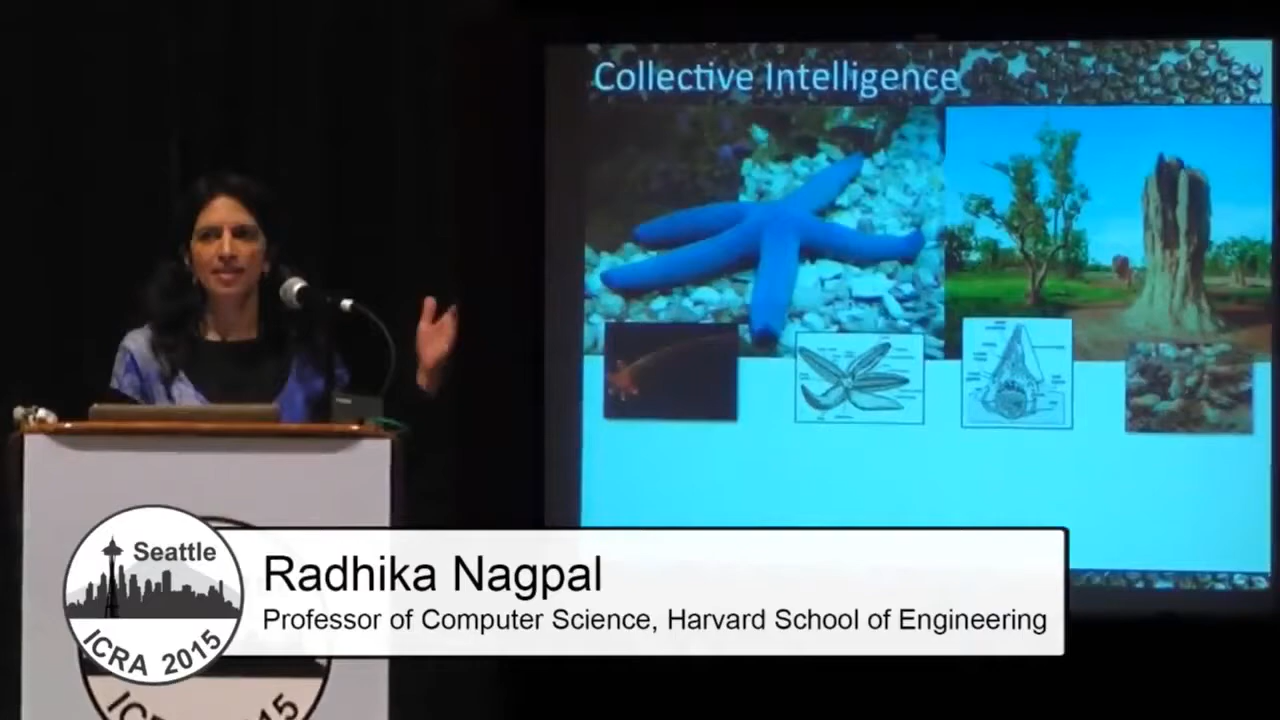 Collective Intelligence
Seattle
ICRA 2015
Radhika Nagpal
Professor of Computer Science, Harvard School of Engineering